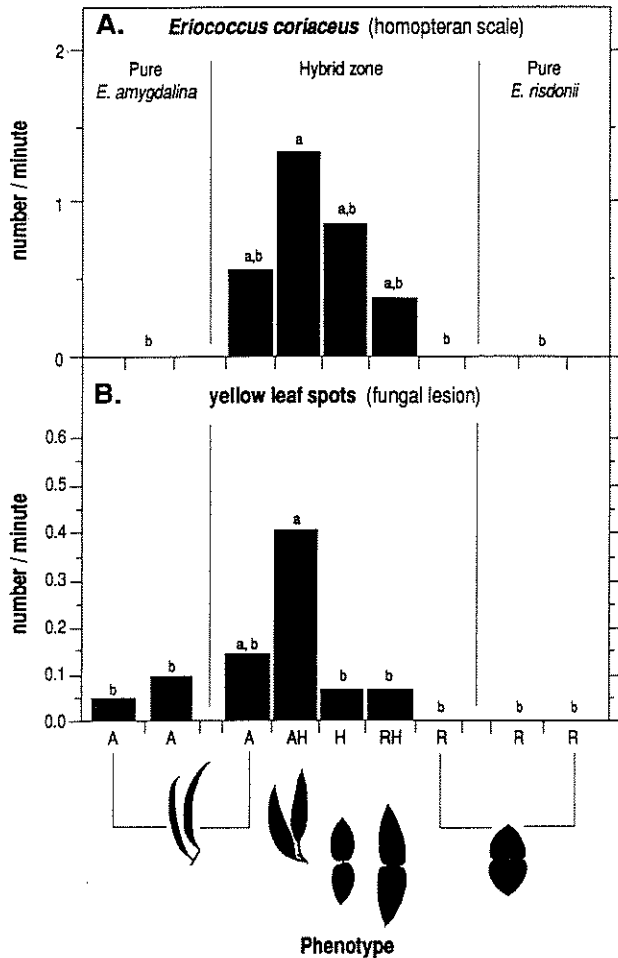 A. Eriococcus coriaceus (homopteran scale)
2
1
0
number / minute
Pure
E. amygdalina
Hybrid zone
Pure
E. risdonii
b
a,b
a
a,b
a,b
b
b
B. yellow leaf spots (fungal lesion)
0.6
0.5
0.4
0.3
0.2
0.1
0.0
number / minute
b
b
a, b
a
b
b
b
b
b
A A A AH H RH R R R
Phenotype